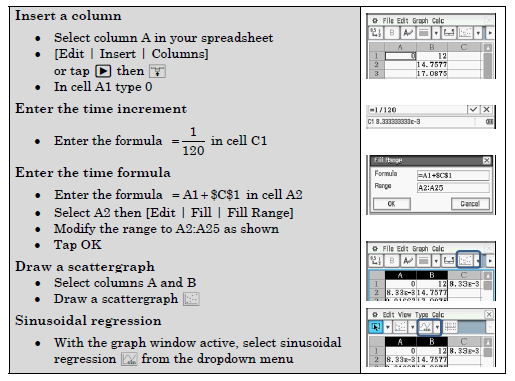 Insert a column
• Select column A in your spreadsheet
• [Edit | Insert | Columns]
or tap ▶ then
• In cell A1 type 0
File Edit Graph Calc
A B C
1 0 12
2 14.7577
3 17.0875
Enter the time increment
• Enter the formula = 1/120 in cell C1
=1/120
C1 8.333333333E-3
Enter the time formula
• Enter the formula = A1+$C$1 in cell A2
• Select A2 then [Edit | Fill | Fill Range]
• Modify the range to A2:A25 as shown
• Tap OK
Fill Range
Formula =A1+$C$1
Range A2:A25
OK Cancel
Draw a scattergraph
• Select columns A and B
• Draw a scattergraph
File Edit Graph Calc
A B C
1 0 12 8.33E-3
2 8.33E-3 14.7577
Sinusoidal regression
• With the graph window active, select sinusoidal
regression from the dropdown menu
Edit View Type Calc
A B C
1 0 12 8.33E-3
2 8.33E-3 14.7577